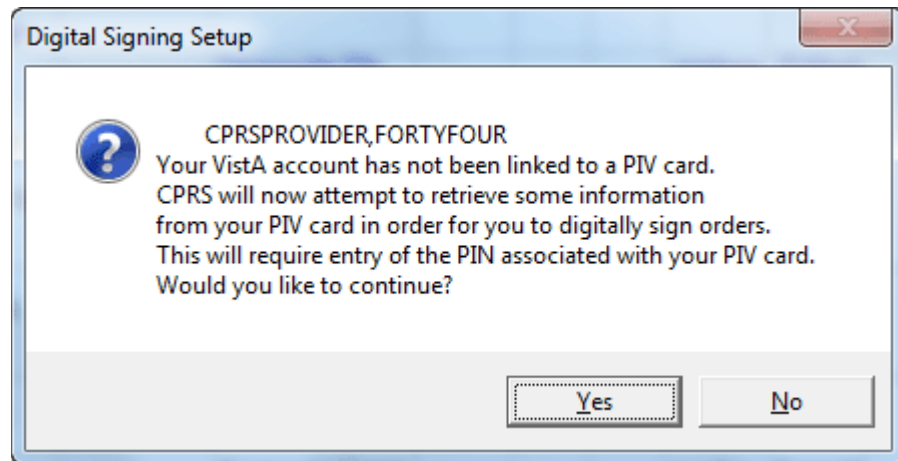 Digital Signing Setup
CPRSPROVIDER,FORTYFOUR
Your VistA account has not been linked to a PIV card.
CPRS will now attempt to retrieve some information
from your PIV card in order for you to digitally sign orders.
This will require entry of the PIN associated with your PIV card.
Would you like to continue?
Yes No